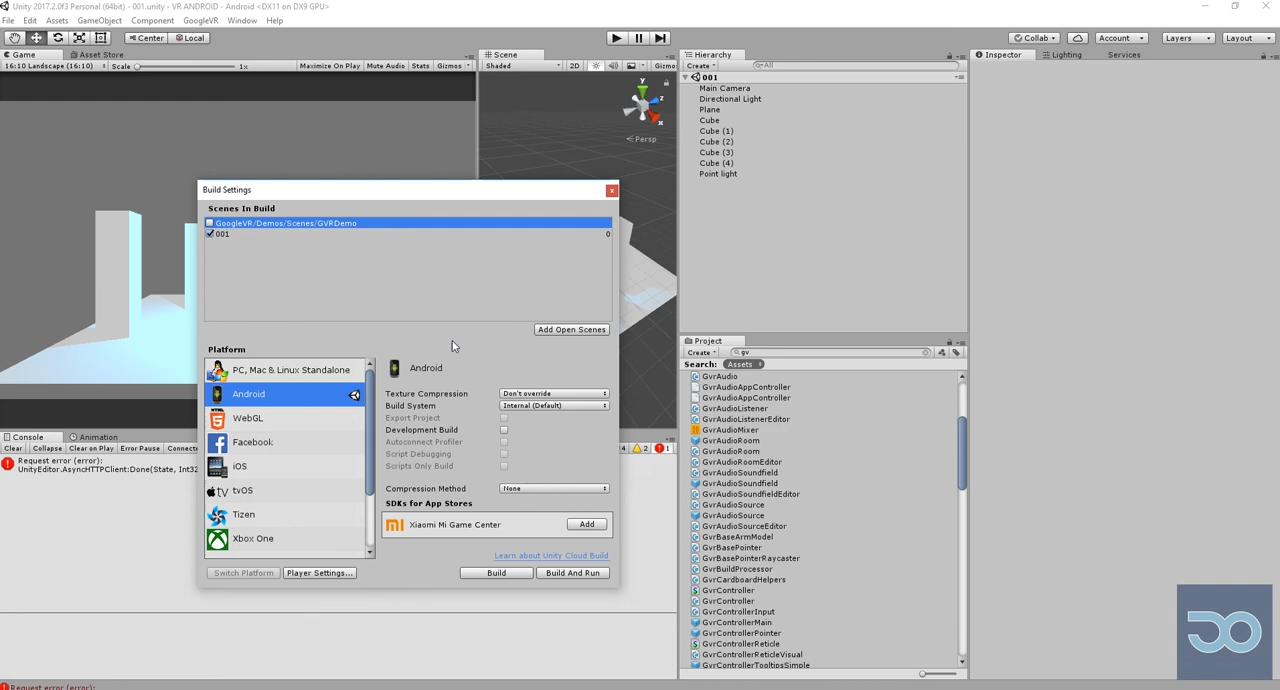 Unity 2017.2.0f3 Personal (64bit) - 001.unity - VR ANDROID - Android <DX11 on DX9 GPU>
File Edit Assets GameObject Component GoogleVR Window Help
Center Local Collab Account Layers Layout
Game Asset Store Scene Hierarchy Inspector Lighting Services
16:10 Landscape (16:10) Scale 1x Maximize On Play Mute Audio Stats Gizmos Shaded 2D Gizmo Create All
001
Main Camera
Directional Light
Plane
Cube
Cube (1)
Cube (2)
Cube (3)
Cube (4)
Point light
y
z
x
Persp
Build Settings
x
Scenes In Build
GoogleVR/Demos/Scenes/GVRDemo
001 0
Add Open Scenes
Platform
PC, Mac & Linux Standalone
Android
HTML
WebGL
Facebook
iOS
tv tvOS
Tizen
Xbox One
Android
Texture Compression Don't override
Build System Internal (Default)
Export Project
Development Build
Autoconnect Profiler
Script Debugging
Scripts Only Build
Compression Method None
SDKs for App Stores
Xiaomi Mi Game Center Add
Learn about Unity Cloud Build
Switch Platform Player Settings... Build Build And Run
Console Animation
Clear Collapse Clear on Play Error Pause Connecte 4 2 1
Request error (error):
UnityEditor.AsyncHTTPClient:Done(State, Int32
Project
Create gv
Search: Assets
GvrAudio
GvrAudioAppController
GvrAudioAppController
GvrAudioListener
GvrAudioListenerEditor
GvrAudioMixer
GvrAudioRoom
GvrAudioRoom
GvrAudioRoomEditor
GvrAudioSoundfield
GvrAudioSoundfield
GvrAudioSoundfieldEditor
GvrAudioSource
GvrAudioSource
GvrAudioSourceEditor
GvrBaseArmModel
GvrBasePointer
GvrBasePointerRaycaster
GvrBuildProcessor
GvrCardboardHelpers
GvrController
GvrController
GvrControllerInput
GvrControllerMain
GvrControllerPointer
GvrControllerReticle
GvrControllerReticleVisual
GvrControllerTooltipsSimple
Request error (error):